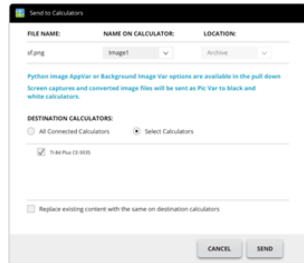 Send to Calculators
FILE NAME: NAME ON CALCULATOR: LOCATION:
sf.png Image1 Archive
Python image AppVar or Background Image Var options are available in the pull down
Screen captures and converted image files will be sent as Pic Var to black and
white calculators.
DESTINATION CALCULATORS:
All Connected Calculators Select Calculators
TI-84 Plus CE-5935
Replace existing content with the same on destination calculators
CANCEL SEND